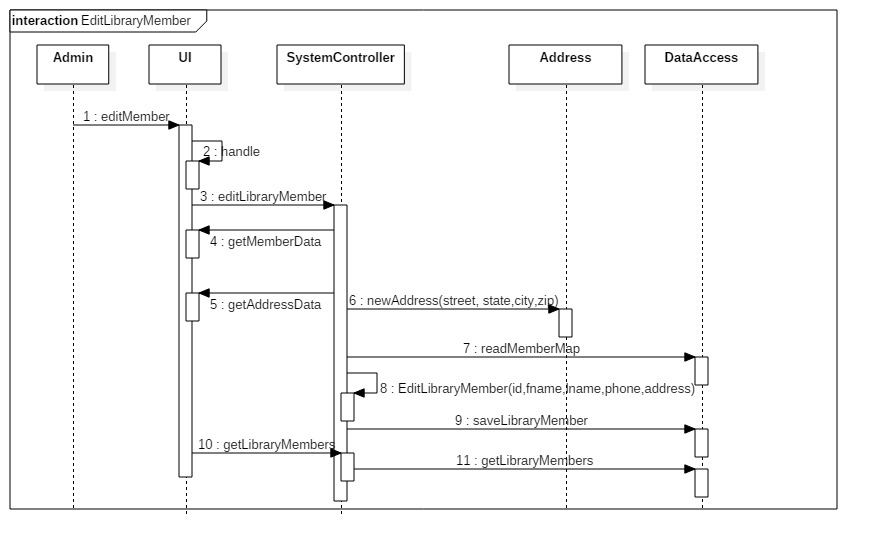 interaction EditLibraryMember
Admin
UI
SystemController
Address
DataAccess
1 : editMember
2 : handle
3 : editLibraryMember
4 : getMemberData
5 : getAddressData
6 : newAddress(street, state,city,zip)
7 : readMemberMap
8 : EditLibraryMember(id,fname,lname,phone,address)
9 : saveLibraryMember
10 : getLibraryMembers
11 : getLibraryMembers